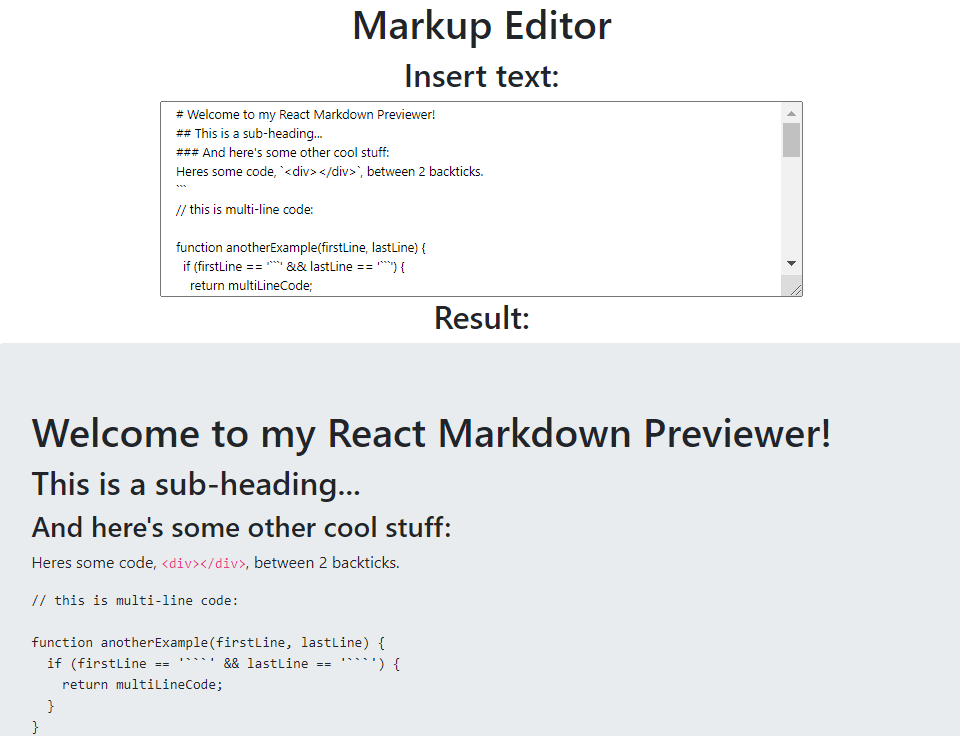 Markup Editor
Insert text:
# Welcome to my React Markdown Previewer!
## This is a sub-heading...
### And here's some other cool stuff:
Heres some code, `<div></div>`, between 2 backticks.
```
// this is multi-line code:
function anotherExample(firstLine, lastLine) {
  if (firstLine == '```' && lastLine == '```') {
    return multiLineCode;
Result:
Welcome to my React Markdown Previewer!
This is a sub-heading...
And here's some other cool stuff:
Heres some code, <div></div>, between 2 backticks.
// this is multi-line code:
function anotherExample(firstLine, lastLine) {
  if (firstLine == '```' && lastLine == '```') {
    return multiLineCode;
  }
}